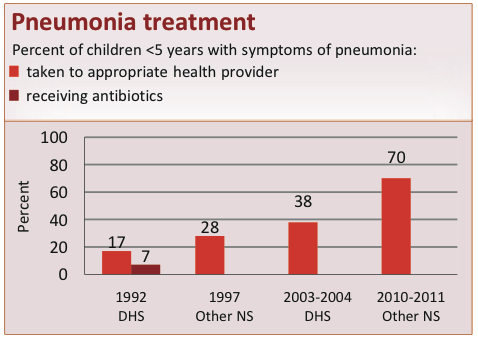 Pneumonia treatment
Percent of children <5 years with symptoms of pneumonia:
taken to appropriate health provider
receiving antibiotics
100
80
60
40
20
0
Percent
17
7
28
38
70
1992
DHS
1997
Other NS
2003-2004
DHS
2010-2011
Other NS